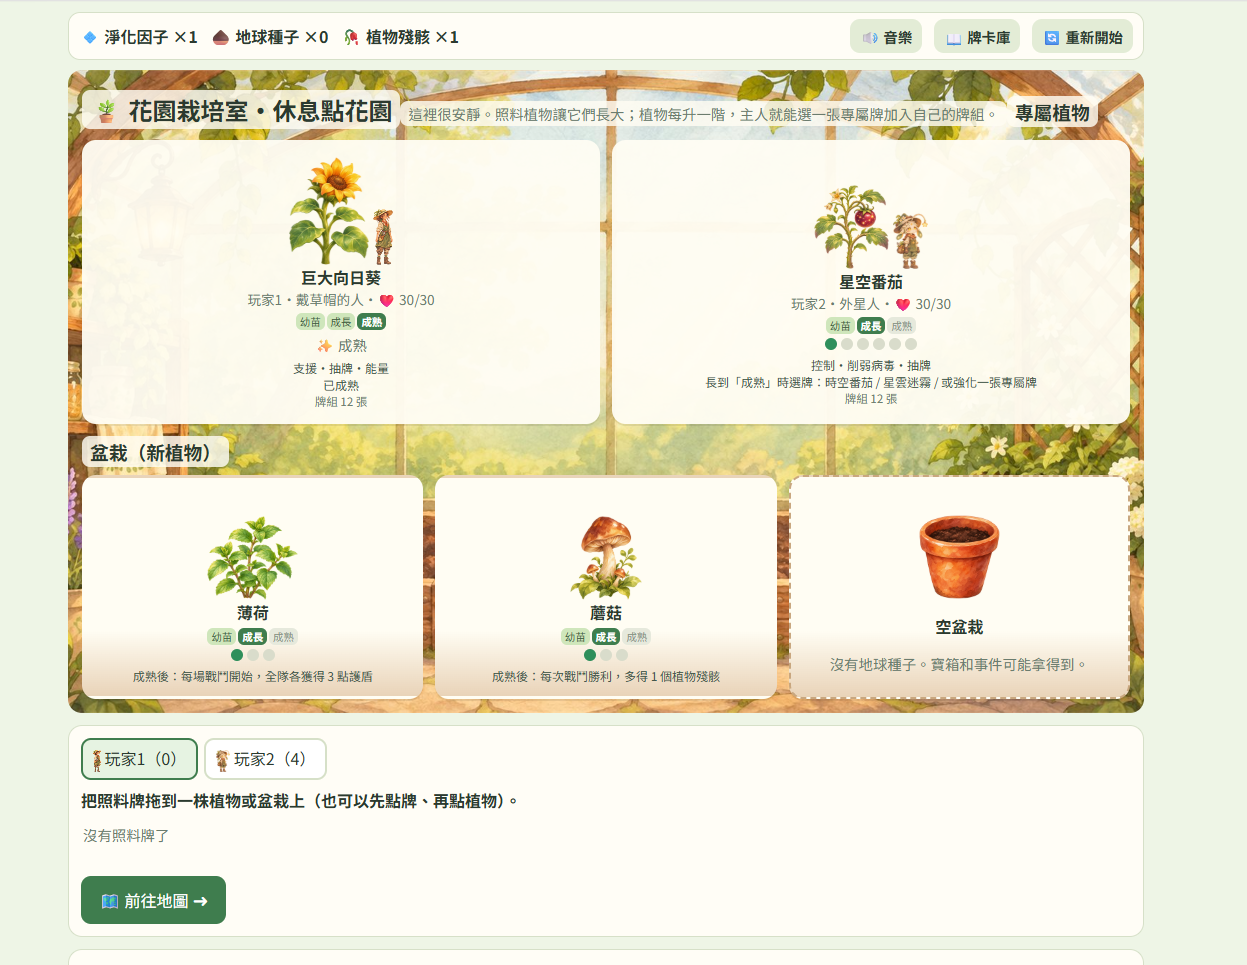 淨化因子 ×1 地球種子 ×0 植物殘骸 ×1 音樂 牌卡庫 重新開始
花園栽培室・休息點花園 這裡很安靜。照料植物讓它們長大；植物每升一階，主人就能選一張專屬牌加入自己的牌組。 專屬植物
巨大向日葵
玩家1・戴草帽的人・ 30/30
幼苗 成長 成熟
成熟
支援・抽牌・能量
已成熟
牌組 12 張
星空番茄
玩家2・外星人・ 30/30
幼苗 成長 成熟
控制・削弱病毒・抽牌
長到「成熟」時選牌：時空番茄 / 星雲迷霧 / 或強化一張專屬牌
牌組 12 張
盆栽（新植物）
薄荷
幼苗 成長 成熟
成熟後：每場戰鬥開始，全隊各獲得 3 點護盾
蘑菇
幼苗 成長 成熟
成熟後：每次戰鬥勝利，多得 1 個植物殘骸
空盆栽
沒有地球種子。寶箱和事件可能拿得到。
玩家1（0） 玩家2（4）
把照料牌拖到一株植物或盆栽上（也可以先點牌、再點植物）。
沒有照料牌了
前往地圖 →